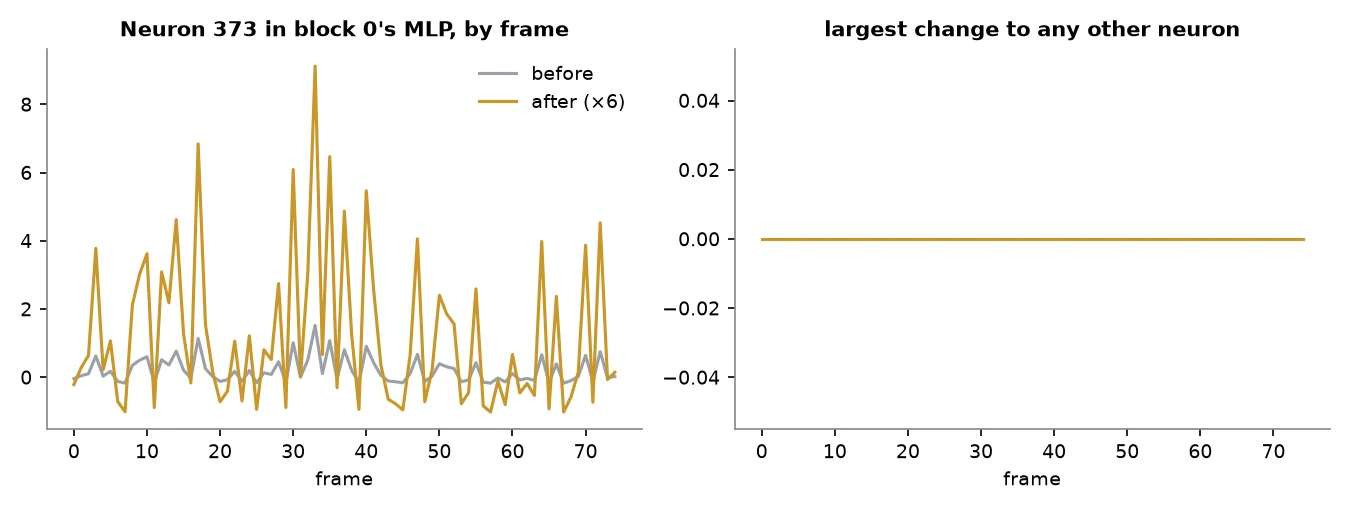 Neuron 373 in block 0's MLP, by frame
before
after (×6)
8
6
4
2
0
0 10 20 30 40 50 60 70
frame
largest change to any other neuron
0.04
0.02
0.00
−0.02
−0.04
0 10 20 30 40 50 60 70
frame